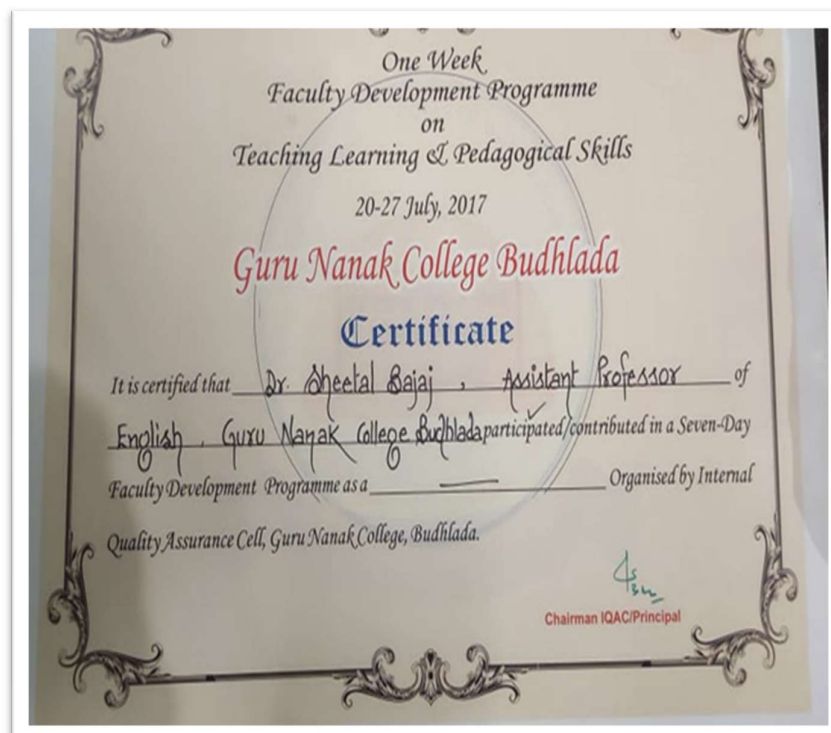 One Week
Faculty Development Programme
on
Teaching Learning & Pedagogical Skills
20-27 July, 2017
Guru Nanak College Budhlada
Certificate
It is certified that Dr. Sheetal Bajaj , Assistant Professor of
English , Guru Nanak College Budhlada participated/contributed in a Seven-Day
Faculty Development Programme as a — Organised by Internal
Quality Assurance Cell, Guru Nanak College, Budhlada.
Chairman IQAC/Principal